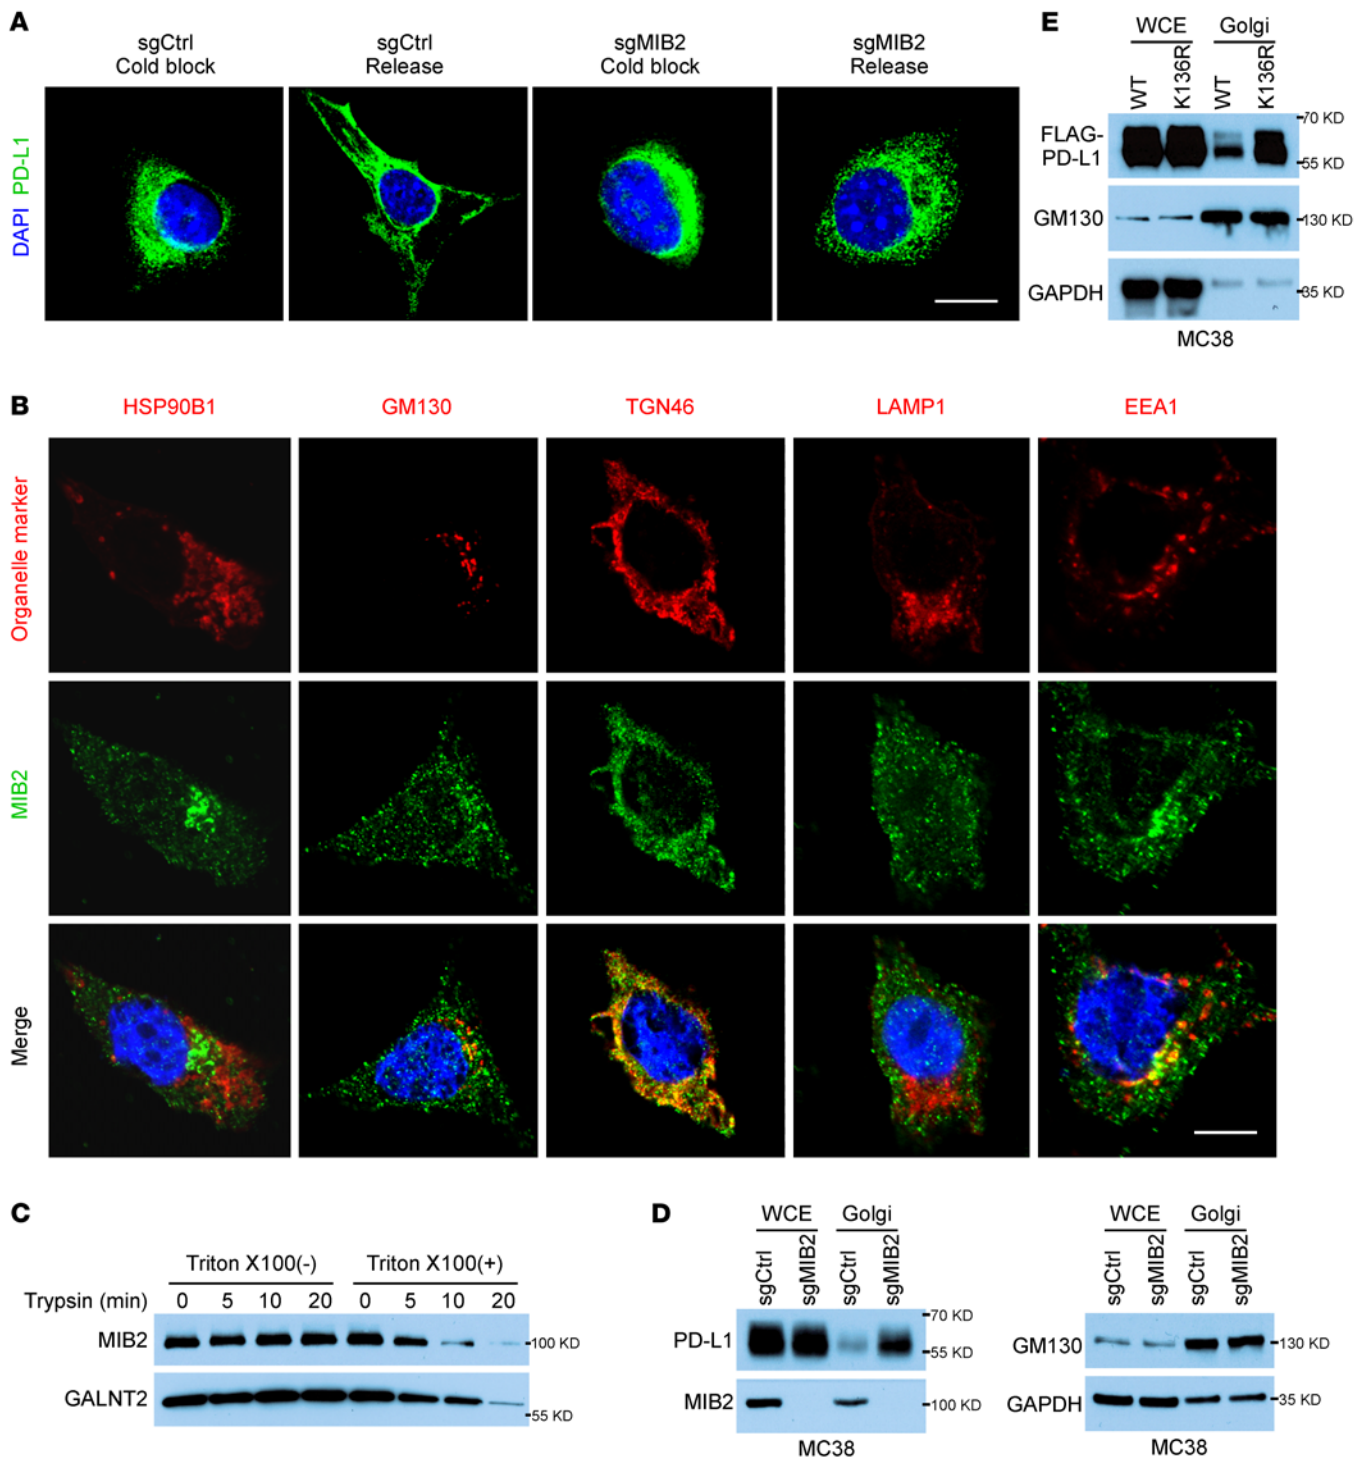 A
sgCtrl
Cold block
sgCtrl
Release
sgMIB2
Cold block
sgMIB2
Release
DAPI PD-L1
E
WCE Golgi
WT K136R WT K136R
FLAG-
PD-L1
70 KD
55 KD
GM130
130 KD
GAPDH
35 KD
MC38
B
HSP90B1 GM130 TGN46 LAMP1 EEA1
Organelle marker
MIB2
Merge
C
Triton X100(-) Triton X100(+)
Trypsin (min) 0 5 10 20 0 5 10 20
MIB2
100 KD
GALNT2
55 KD
D
WCE Golgi
sgCtrl sgMIB2 sgCtrl sgMIB2
PD-L1
70 KD
55 KD
MIB2
100 KD
MC38
WCE Golgi
sgCtrl sgMIB2 sgCtrl sgMIB2
GM130
130 KD
GAPDH
35 KD
MC38